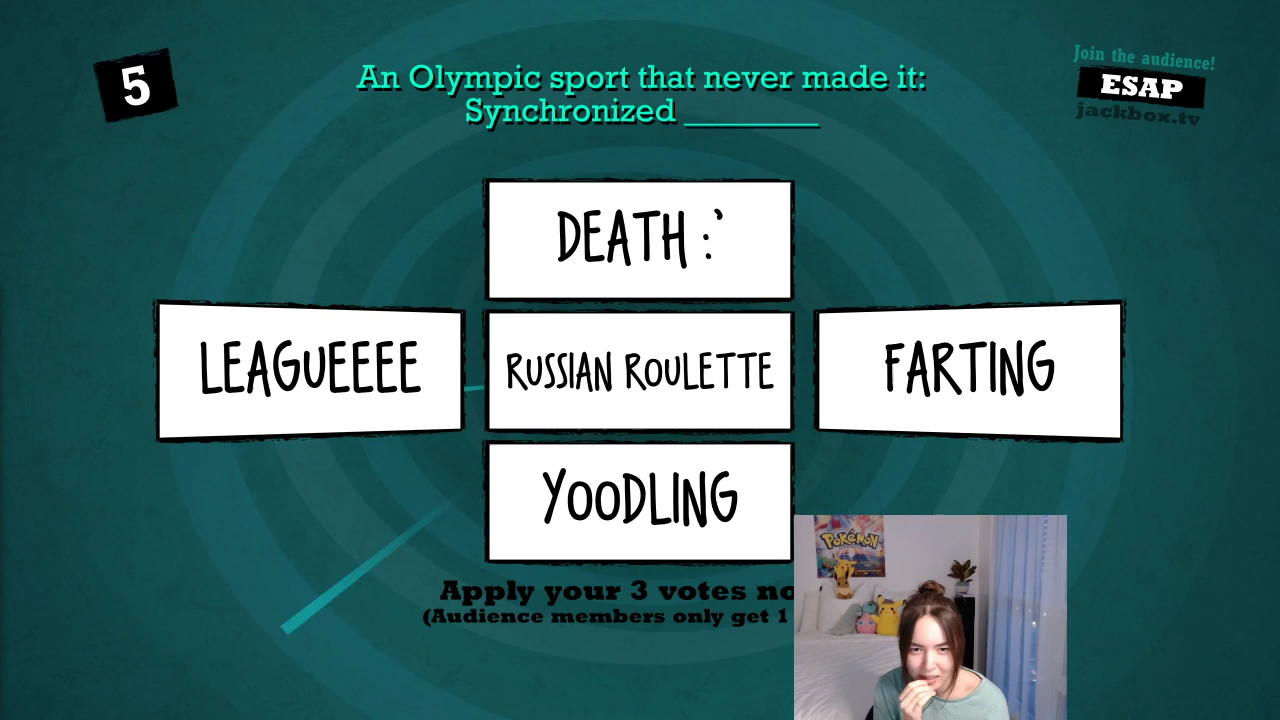 5
An Olympic sport that never made it:
Synchronized ________
Join the audience!
ESAP
jackbox.tv
DEATH :'
LEAGUEEEE
RUSSIAN ROULETTE
FARTING
YOODLING
Apply your 3 votes no
(Audience members only get 1
POKéMON